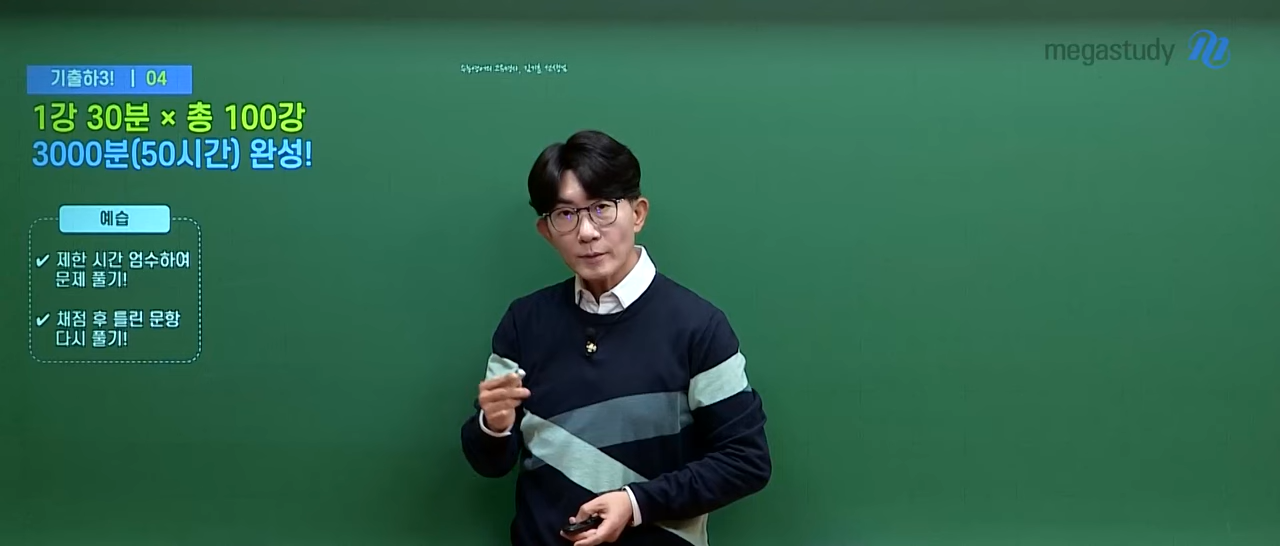 megastudy
기출하3! | 04
1강 30분 × 총 100강
3000분(50시간) 완성!
예습
✔ 제한 시간 엄수하여
문제 풀기!
✔ 채점 후 틀린 문항
다시 풀기!